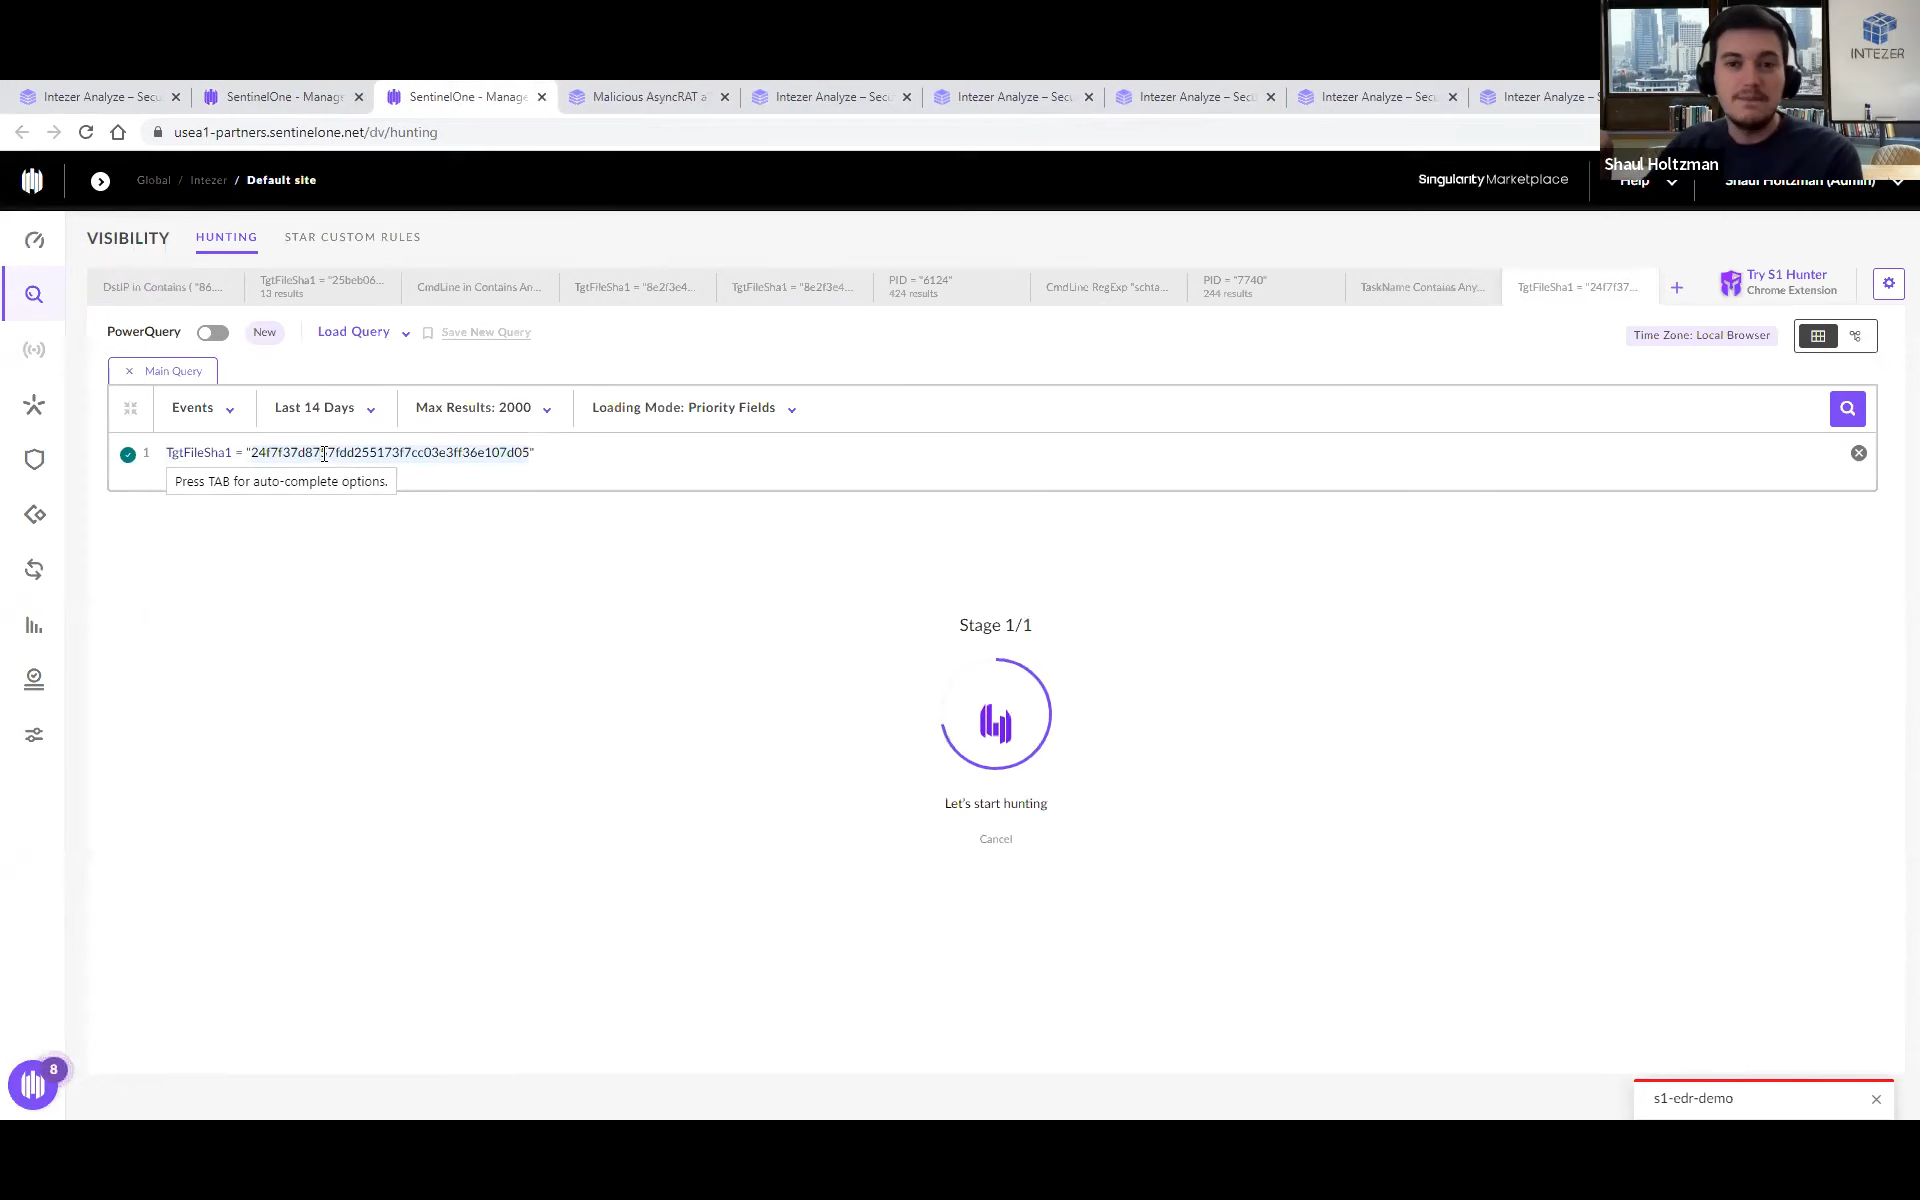 Intezer Analyze – Secu
SentinelOne - Manage
SentinelOne - Manage
Malicious AsyncRAT a
Intezer Analyze – Secu
Intezer Analyze – Secu
Intezer Analyze – Secu
Intezer Analyze – Secu
Intezer Analyze –
INTEZER
usea1-partners.sentinelone.net/dv/hunting
Shaul Holtzman
Global / Intezer / Default site
Singularity Marketplace
Help
Shaul Holtzman (Admin)
VISIBILITY
HUNTING
STAR CUSTOM RULES
DstIP in Contains ( "86....
TgtFileSha1 = "25beb06...
13 results
CmdLine in Contains An...
TgtFileSha1 = "8e2f3e4...
TgtFileSha1 = "8e2f3e4...
PID = "6124"
424 results
CmdLine RegExp "schta...
PID = "7740"
244 results
TaskName Contains Any...
TgtFileSha1 = "24f7f37...
Try S1 Hunter
Chrome Extension
PowerQuery
New
Load Query
Save New Query
Time Zone: Local Browser
Main Query
Events
Last 14 Days
Max Results: 2000
Loading Mode: Priority Fields
1
TgtFileSha1 =
Press TAB for auto-complete options.
Stage 1/1
Let's start hunting
Cancel
8
s1-edr-demo